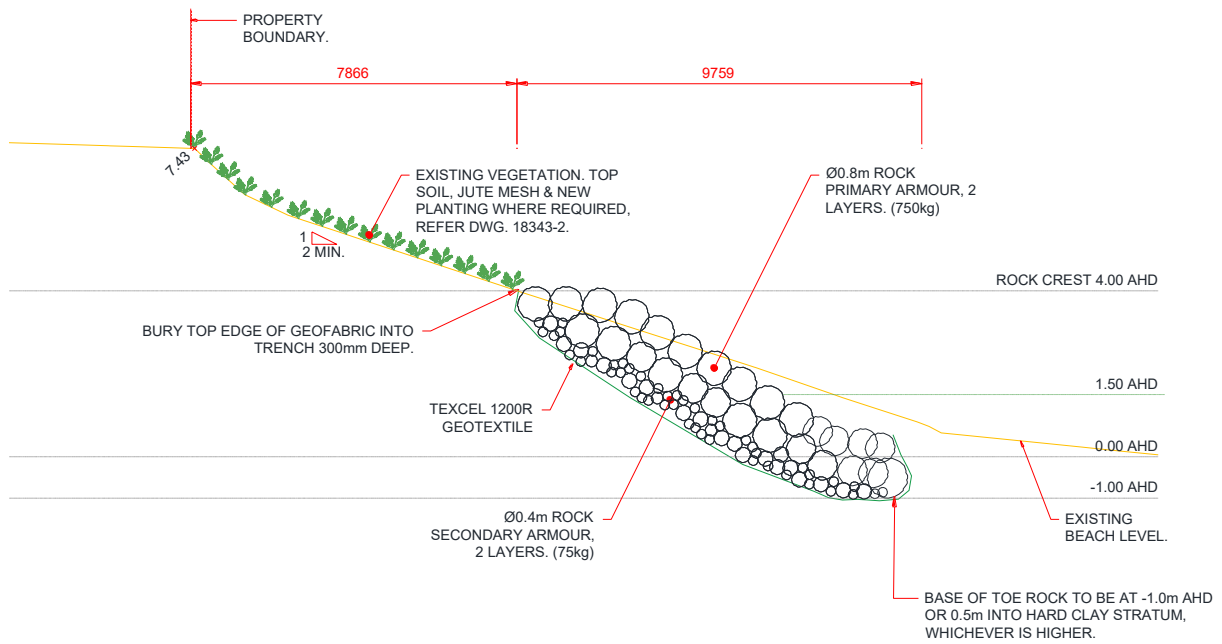 PROPERTY
BOUNDARY.
7866
9759
7.43
EXISTING VEGETATION. TOP
SOIL, JUTE MESH & NEW
PLANTING WHERE REQUIRED,
REFER DWG. 18343-2.
Ø0.8m ROCK
PRIMARY ARMOUR, 2
LAYERS. (750kg)
1
2 MIN.
ROCK CREST 4.00 AHD
BURY TOP EDGE OF GEOFABRIC INTO
TRENCH 300mm DEEP.
1.50 AHD
TEXCEL 1200R
GEOTEXTILE
0.00 AHD
-1.00 AHD
Ø0.4m ROCK
SECONDARY ARMOUR,
2 LAYERS. (75kg)
EXISTING
BEACH LEVEL.
BASE OF TOE ROCK TO BE AT -1.0m AHD
OR 0.5m INTO HARD CLAY STRATUM,
WHICHEVER IS HIGHER.